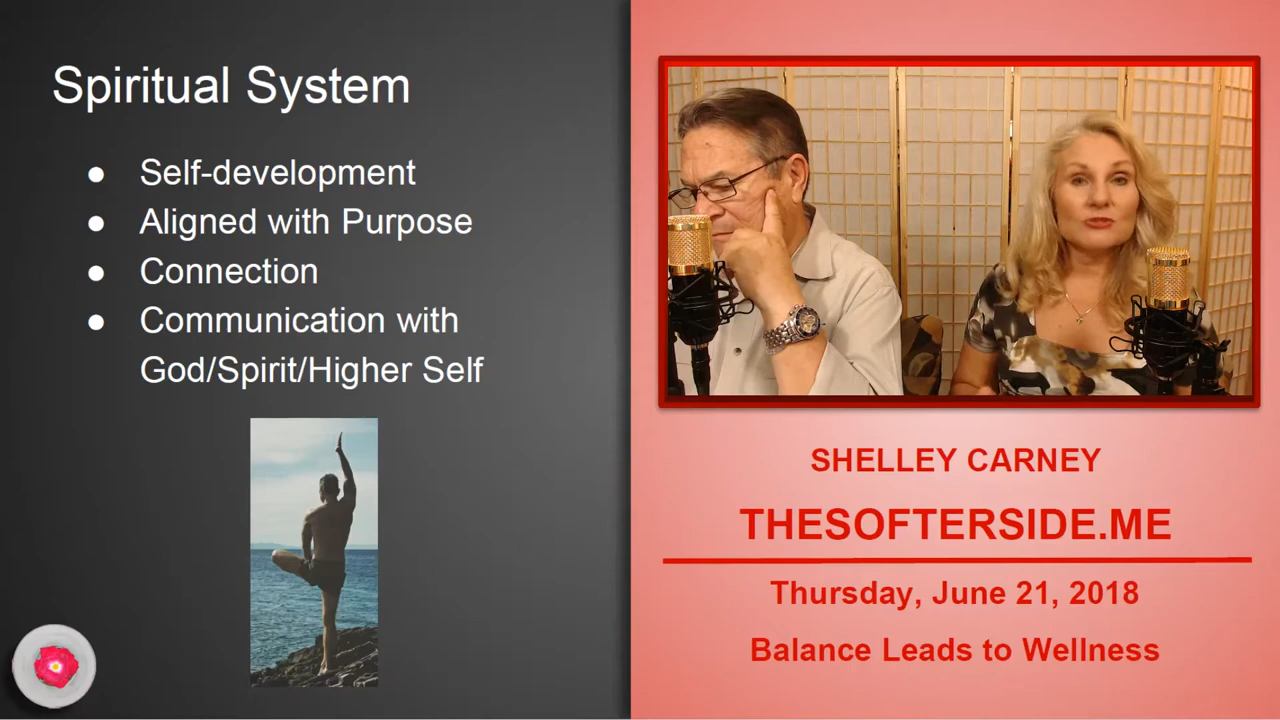 Spiritual System
● Self-development
● Aligned with Purpose
● Connection
● Communication with
God/Spirit/Higher Self
SHELLEY CARNEY
THESOFTERSIDE.ME
Thursday, June 21, 2018
Balance Leads to Wellness